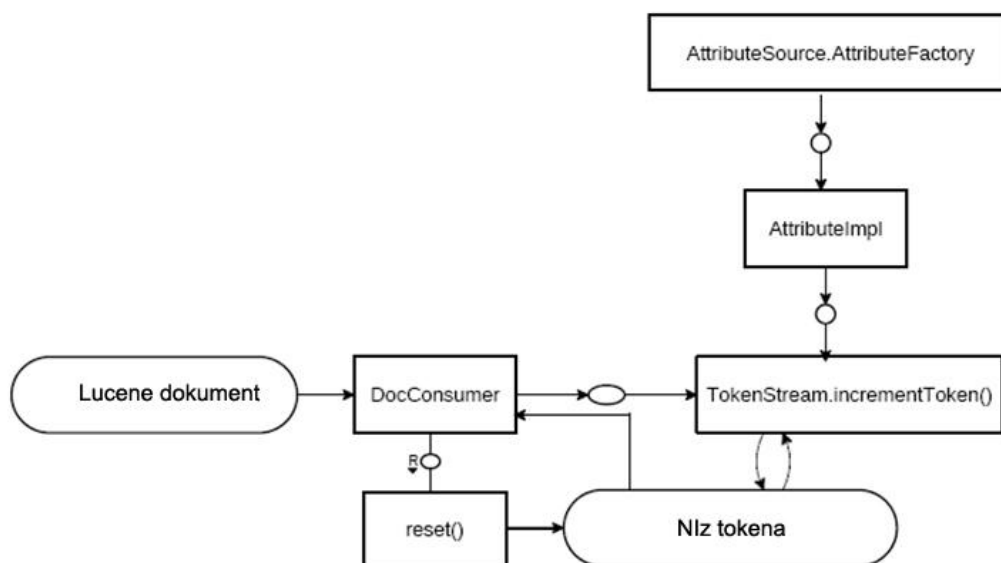 AttributeSource.AttributeFactory
AttributeImpl
Lucene dokument
DocConsumer
TokenStream.incrementToken()
R
reset()
NIz tokena